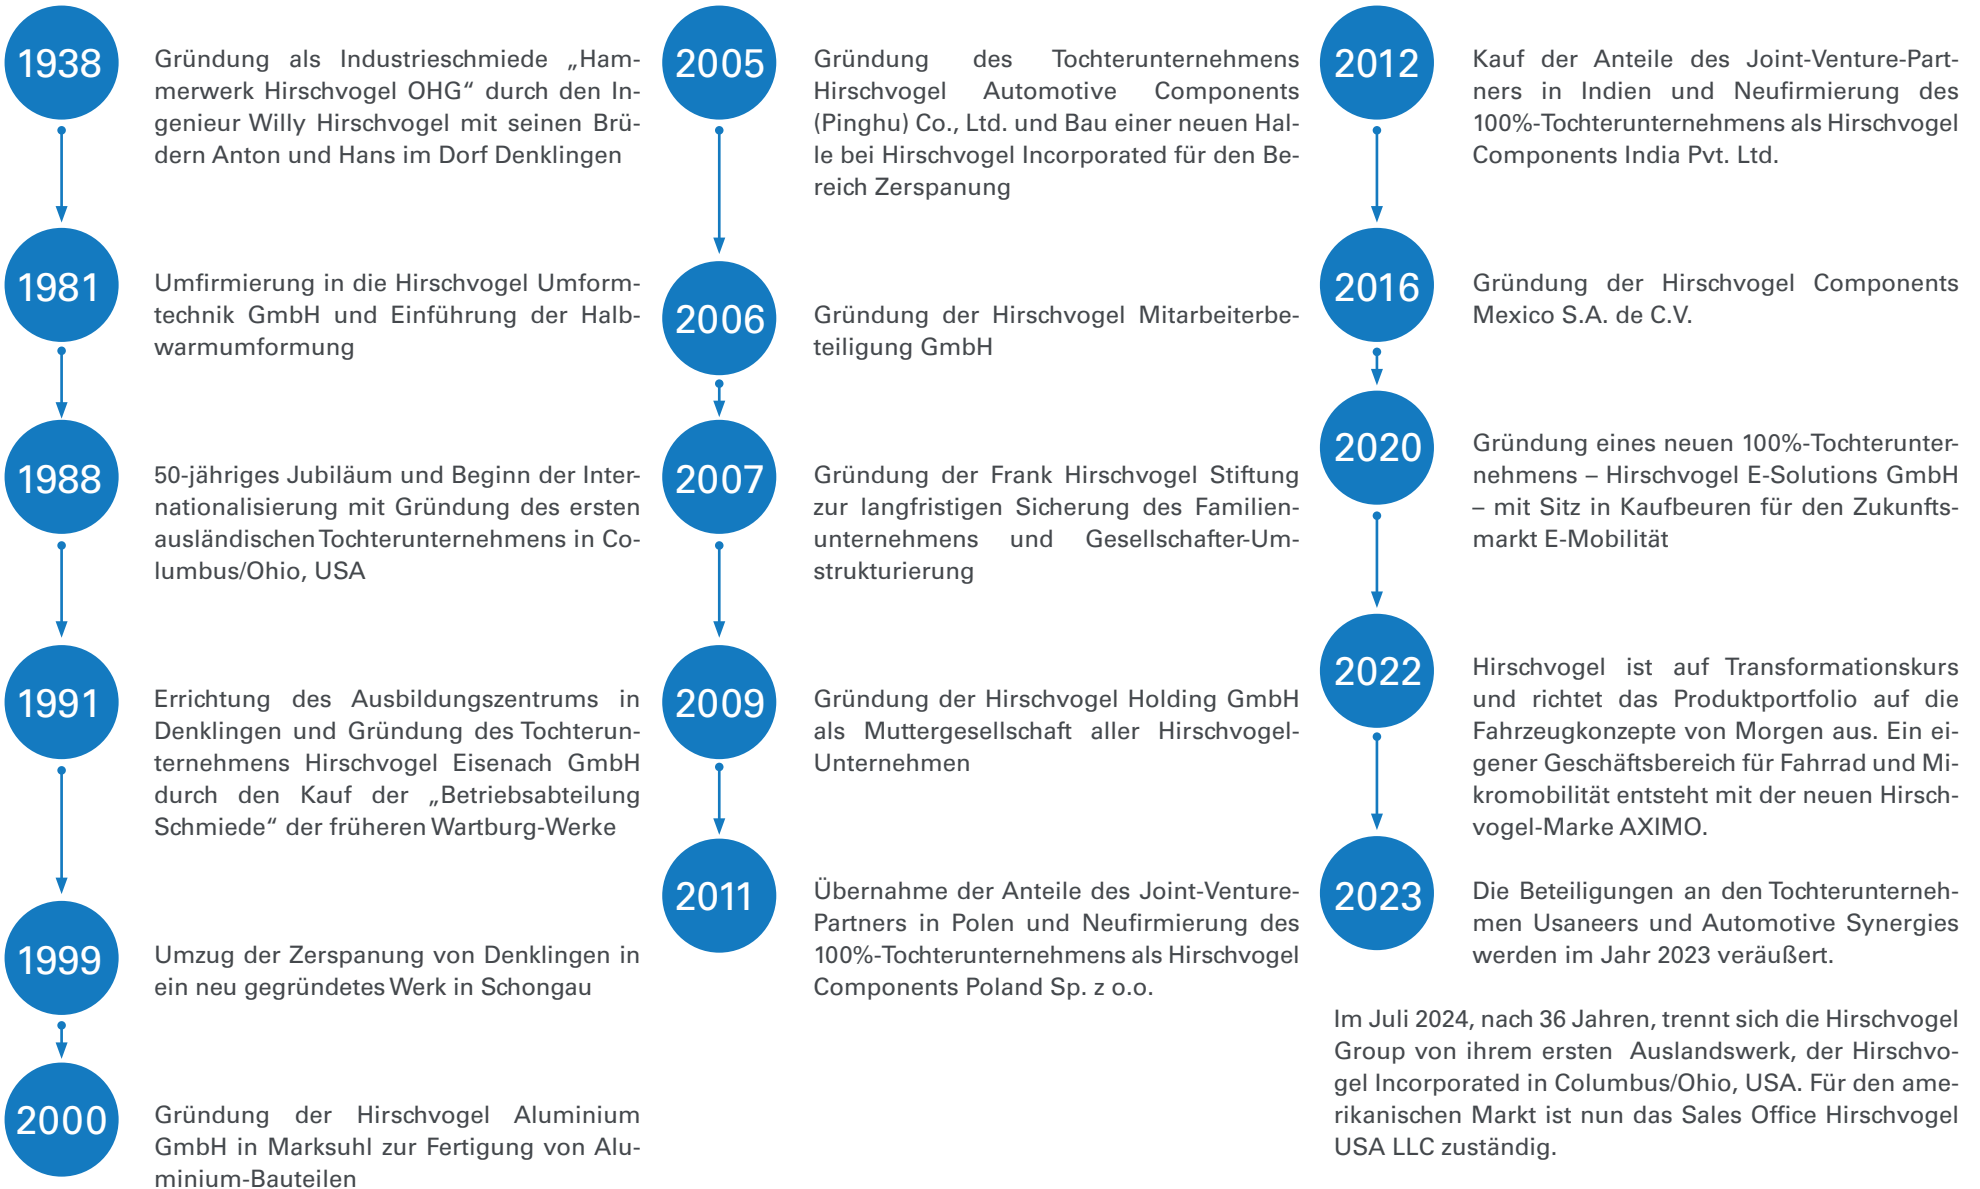 1938
Gründung als Industrieschmiede „Ham-
merwerk Hirschvogel OHG“ durch den In-
genieur Willy Hirschvogel mit seinen Brü-
dern Anton und Hans im Dorf Denklingen
1981
Umfirmierung in die Hirschvogel Umform-
technik GmbH und Einführung der Halb-
warmumformung
1988
50-jähriges Jubiläum und Beginn der Inter-
nationalisierung mit Gründung des ersten
ausländischen Tochterunternehmens in Co-
lumbus/Ohio, USA
1991
Errichtung des Ausbildungszentrums in
Denklingen und Gründung des Tochterun-
ternehmens Hirschvogel Eisenach GmbH
durch den Kauf der „Betriebsabteilung
Schmiede“ der früheren Wartburg-Werke
1999
Umzug der Zerspanung von Denklingen in
ein neu gegründetes Werk in Schongau
2000
Gründung der Hirschvogel Aluminium
GmbH in Marksuhl zur Fertigung von Alu-
minium-Bauteilen
2005
Gründung des Tochterunternehmens
Hirschvogel Automotive Components
(Pinghu) Co., Ltd. und Bau einer neuen Hal-
le bei Hirschvogel Incorporated für den Be-
reich Zerspanung
2006
Gründung der Hirschvogel Mitarbeiterbe-
teiligung GmbH
2007
Gründung der Frank Hirschvogel Stiftung
zur langfristigen Sicherung des Familien-
unternehmens und Gesellschafter-Um-
strukturierung
2009
Gründung der Hirschvogel Holding GmbH
als Muttergesellschaft aller Hirschvogel-
Unternehmen
2011
Übernahme der Anteile des Joint-Venture-
Partners in Polen und Neufirmierung des
100%-Tochterunternehmens als Hirschvogel
Components Poland Sp. z o.o.
2012
Kauf der Anteile des Joint-Venture-Part-
ners in Indien und Neufirmierung des
100%-Tochterunternehmens als Hirschvogel
Components India Pvt. Ltd.
2016
Gründung der Hirschvogel Components
Mexico S.A. de C.V.
2020
Gründung eines neuen 100%-Tochterunter-
nehmens – Hirschvogel E-Solutions GmbH
– mit Sitz in Kaufbeuren für den Zukunfts-
markt E-Mobilität
2022
Hirschvogel ist auf Transformationskurs
und richtet das Produktportfolio auf die
Fahrzeugkonzepte von Morgen aus. Ein ei-
gener Geschäftsbereich für Fahrrad und Mi-
kromobilität entsteht mit der neuen Hirsch-
vogel-Marke AXIMO.
2023
Die Beteiligungen an den Tochterunterneh-
men Usaneers und Automotive Synergies
werden im Jahr 2023 veräußert.
Im Juli 2024, nach 36 Jahren, trennt sich die Hirschvogel
Group von ihrem ersten Auslandswerk, der Hirschvo-
gel Incorporated in Columbus/Ohio, USA. Für den ame-
rikanischen Markt ist nun das Sales Office Hirschvogel
USA LLC zuständig.